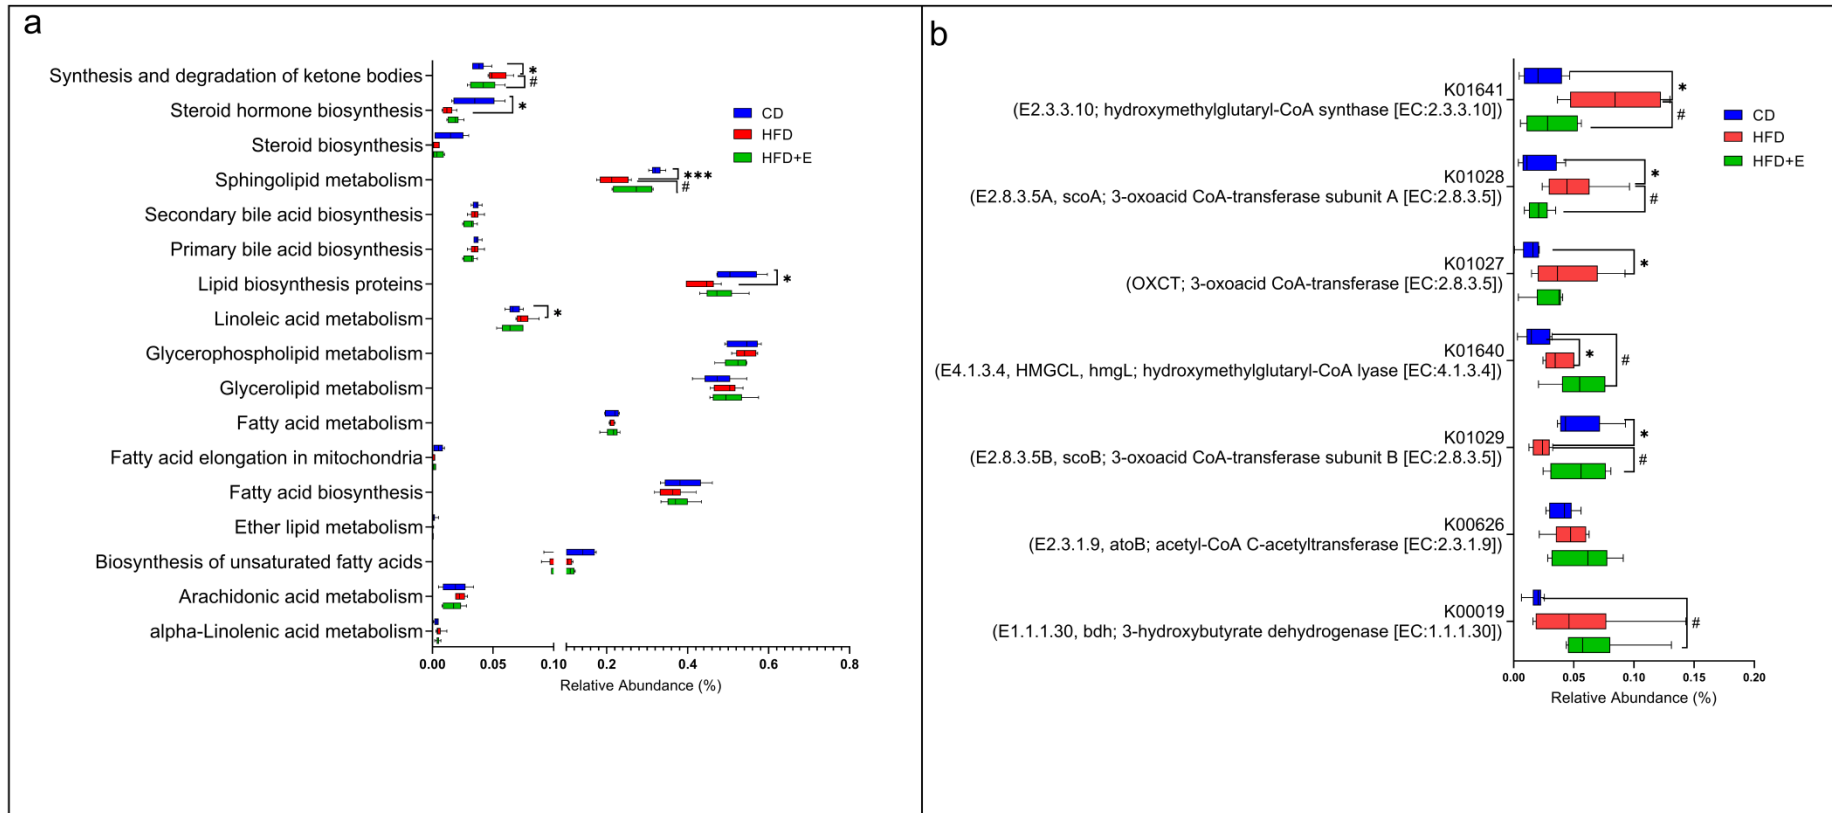 a
Synthesis and degradation of ketone bodies
*
#
Steroid hormone biosynthesis
*
Steroid biosynthesis
Sphingolipid metabolism
***
#
Secondary bile acid biosynthesis
Primary bile acid biosynthesis
Lipid biosynthesis proteins
*
Linoleic acid metabolism
*
Glycerophospholipid metabolism
Glycerolipid metabolism
Fatty acid metabolism
Fatty acid elongation in mitochondria
Fatty acid biosynthesis
Ether lipid metabolism
Biosynthesis of unsaturated fatty acids
Arachidonic acid metabolism
alpha-Linolenic acid metabolism
CD
HFD
HFD+E
0.00 0.05 0.10 0.2 0.4 0.6 0.8
Relative Abundance (%)
b
K01641
(E2.3.3.10; hydroxymethylglutaryl-CoA synthase [EC:2.3.3.10])
*
#
K01028
(E2.8.3.5A, scoA; 3-oxoacid CoA-transferase subunit A [EC:2.8.3.5])
*
#
K01027
(OXCT; 3-oxoacid CoA-transferase [EC:2.8.3.5])
*
K01640
(E4.1.3.4, HMGCL, hmgL; hydroxymethylglutaryl-CoA lyase [EC:4.1.3.4])
*
#
K01029
(E2.8.3.5B, scoB; 3-oxoacid CoA-transferase subunit B [EC:2.8.3.5])
*
#
K00626
(E2.3.1.9, atoB; acetyl-CoA C-acetyltransferase [EC:2.3.1.9])
K00019
(E1.1.1.30, bdh; 3-hydroxybutyrate dehydrogenase [EC:1.1.1.30])
#
CD
HFD
HFD+E
0.00 0.05 0.10 0.15 0.20
Relative Abundance (%)